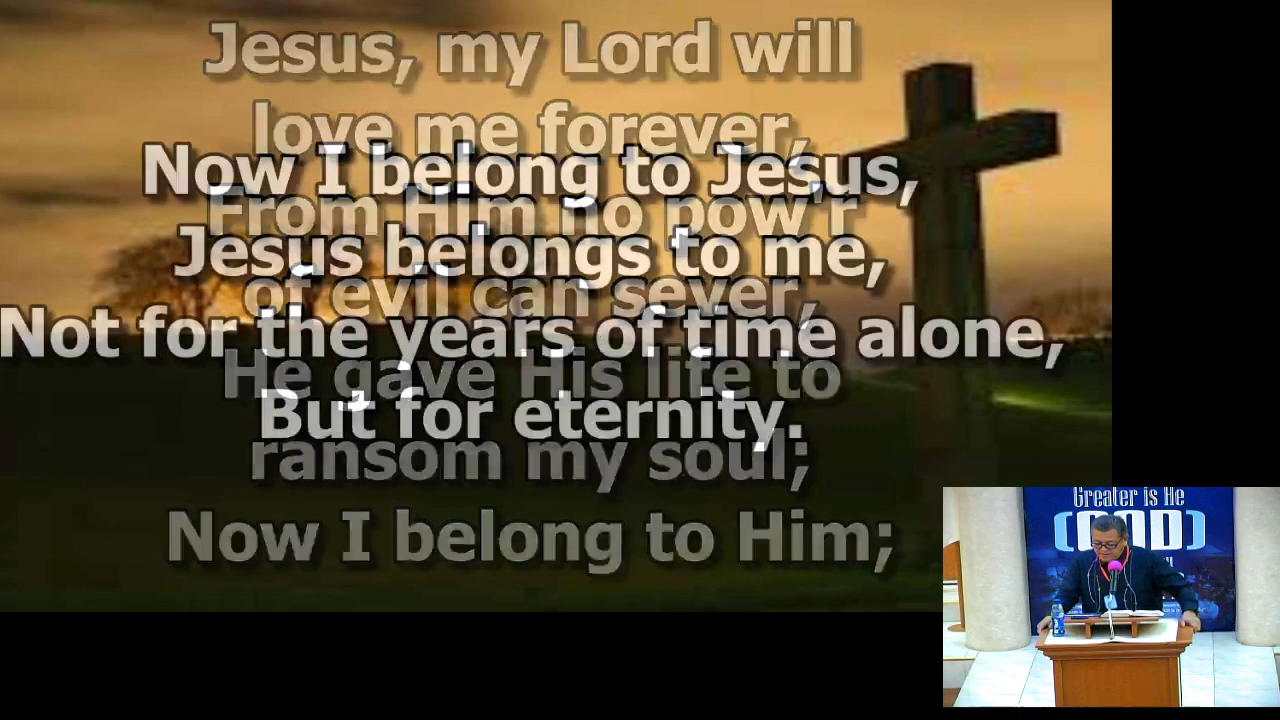 Jesus, my Lord will
love me forever,
From Him no pow'r
of evil can sever,
He gave His life to
ransom my soul;
Now I belong to Him;
Now I belong to Jesus,
Jesus belongs to me,
Not for the years of time alone,
But for eternity.
Greater is He
(GOD)